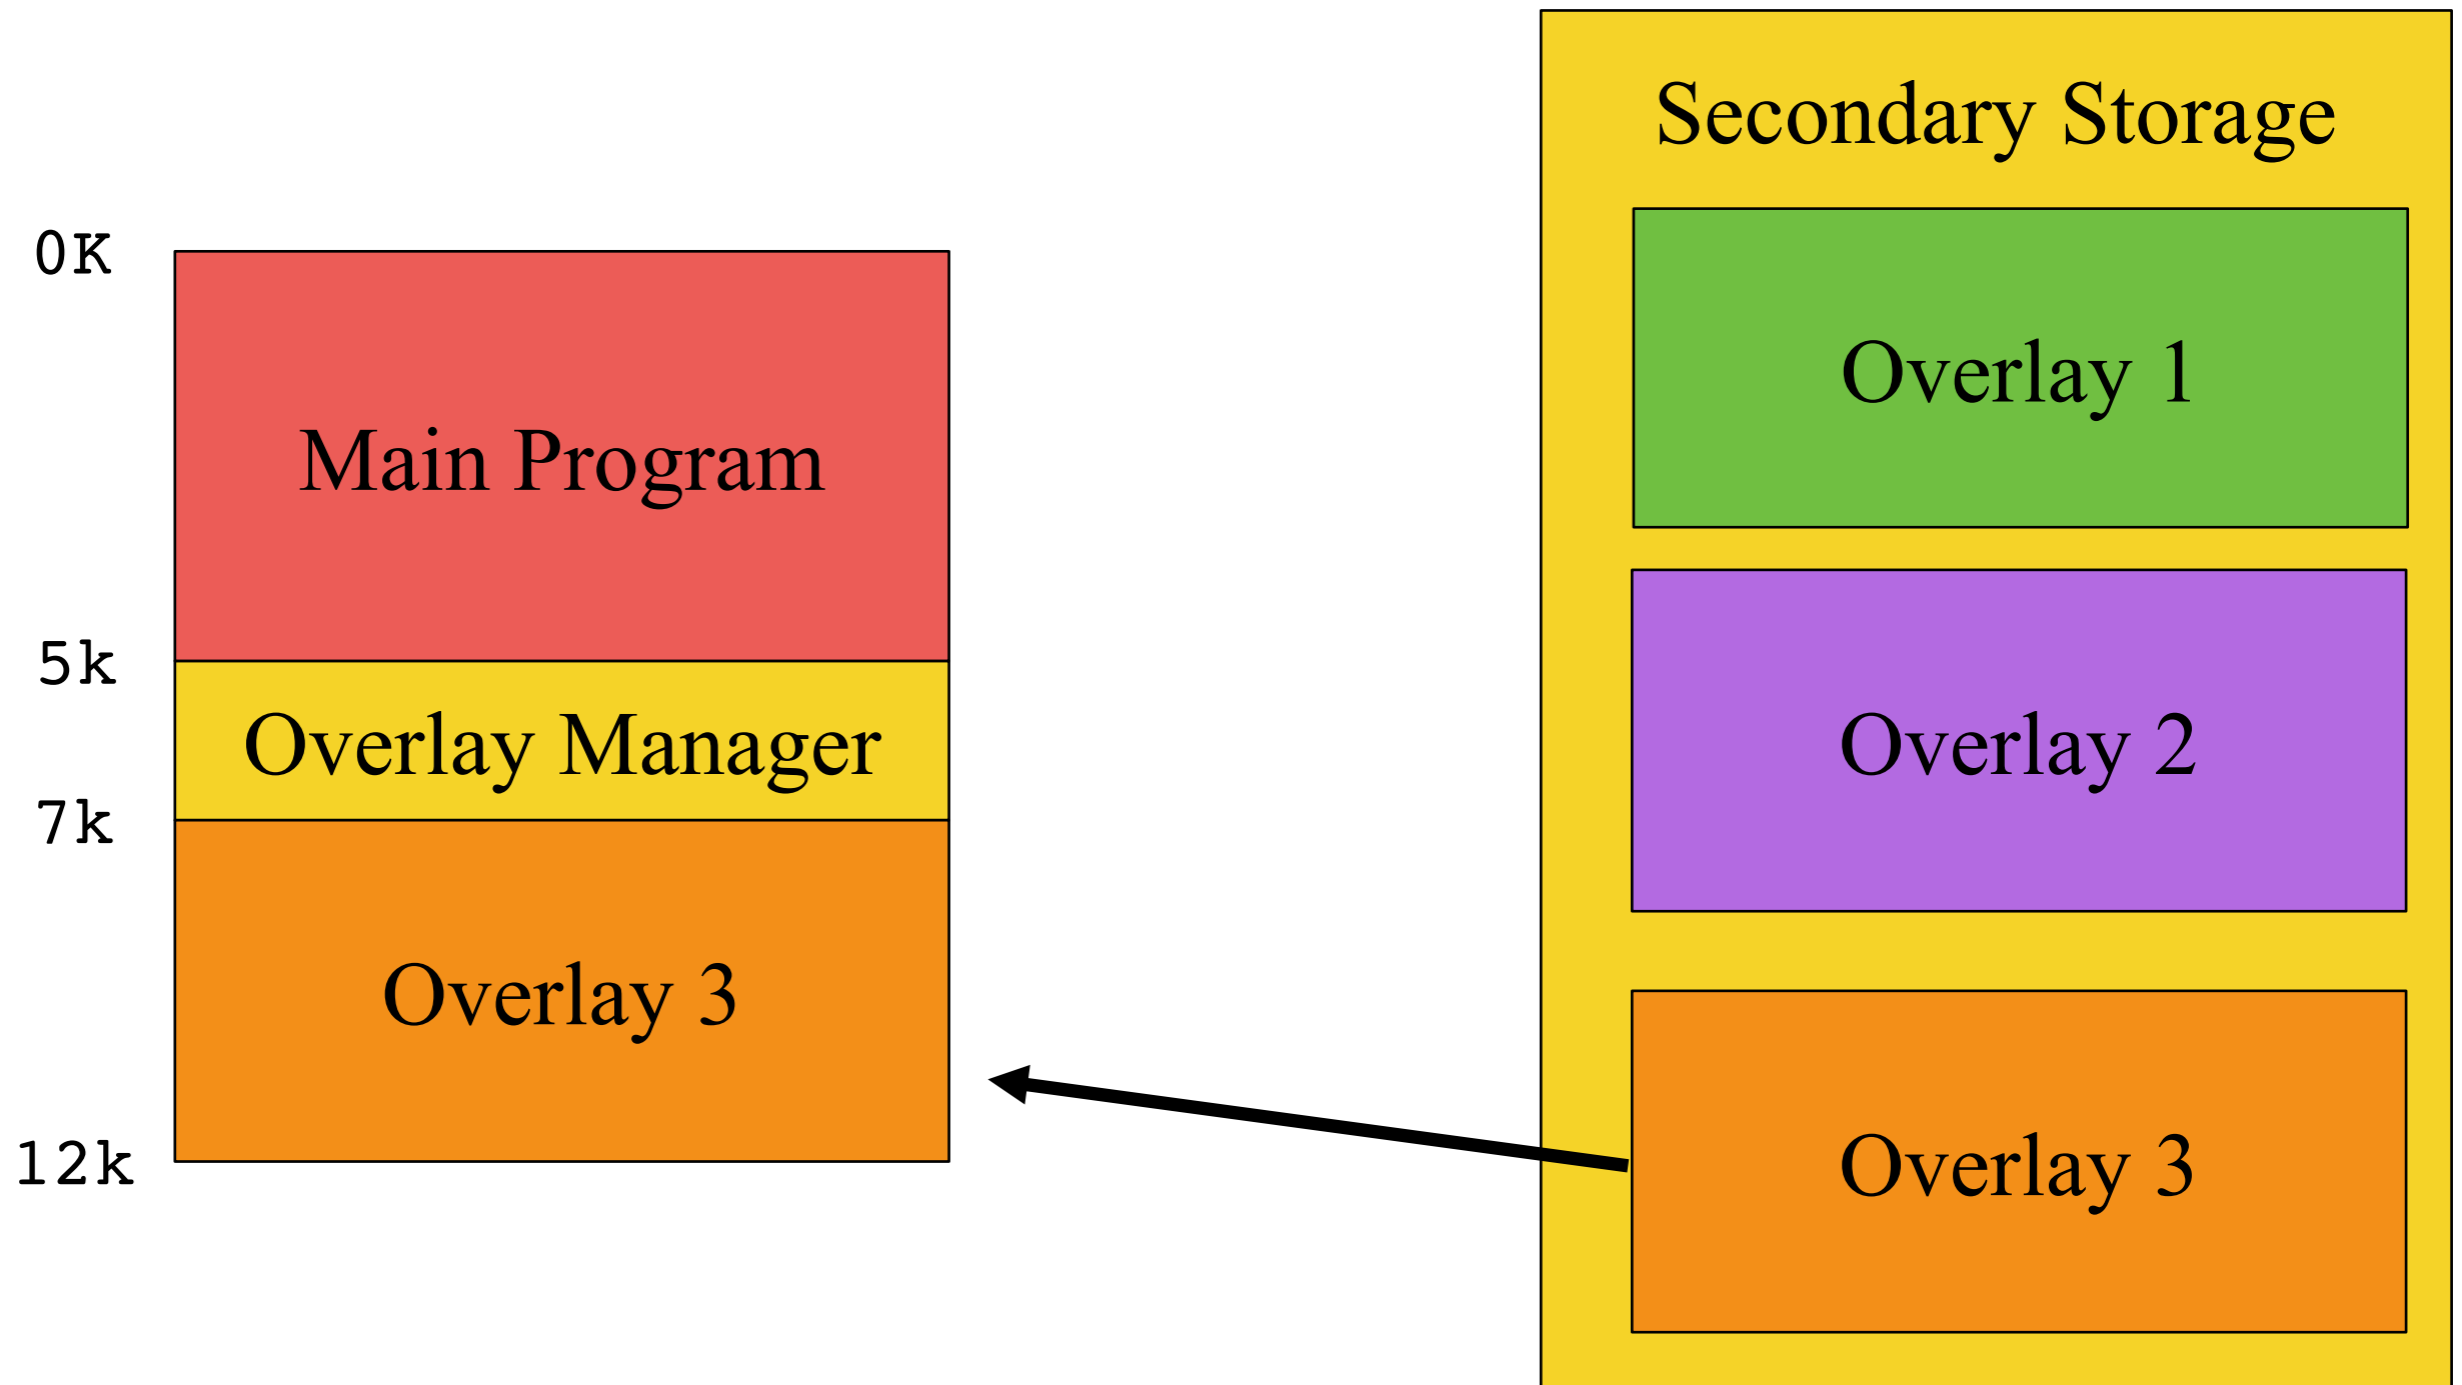 0K
Main Program
5k
Overlay Manager
7k
Overlay 3
12k
Secondary Storage
Overlay 1
Overlay 2
Overlay 3